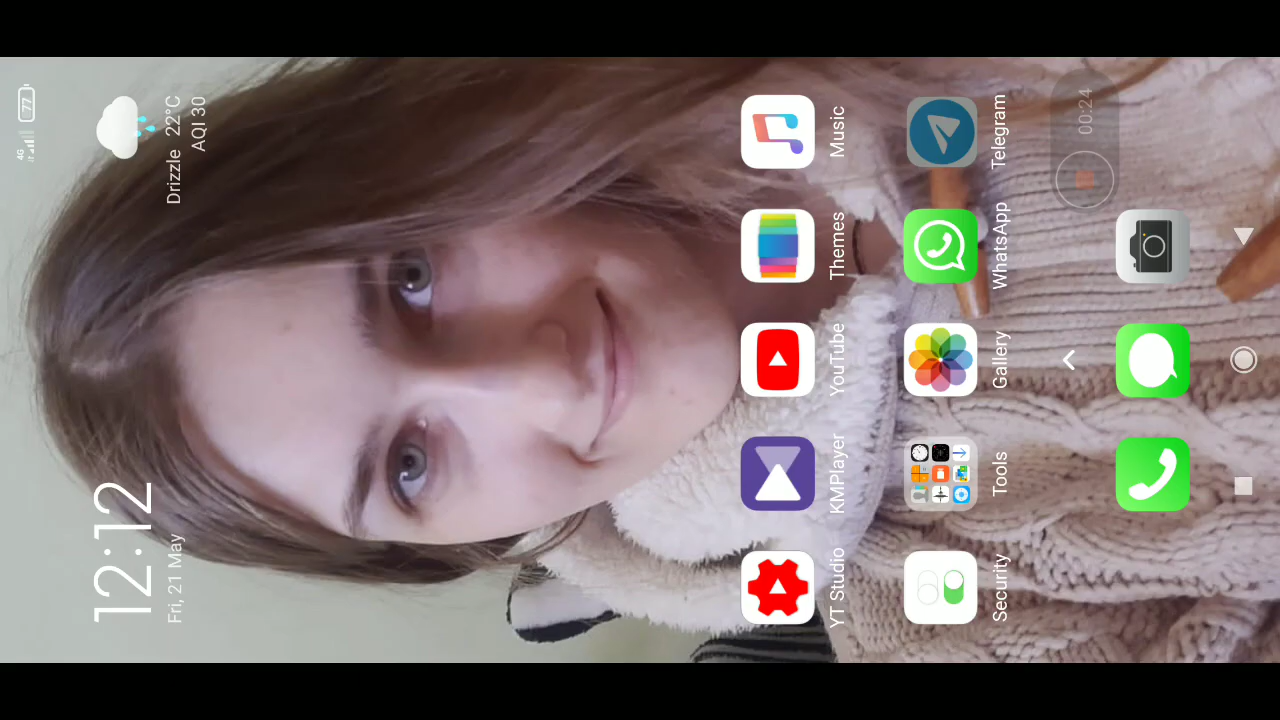 4G 77
12:12
Fri, 21 May
Drizzle 22°C
AQI 30
YT Studio KMPlayer YouTube Themes Music
Security Tools Gallery WhatsApp Telegram
00:24